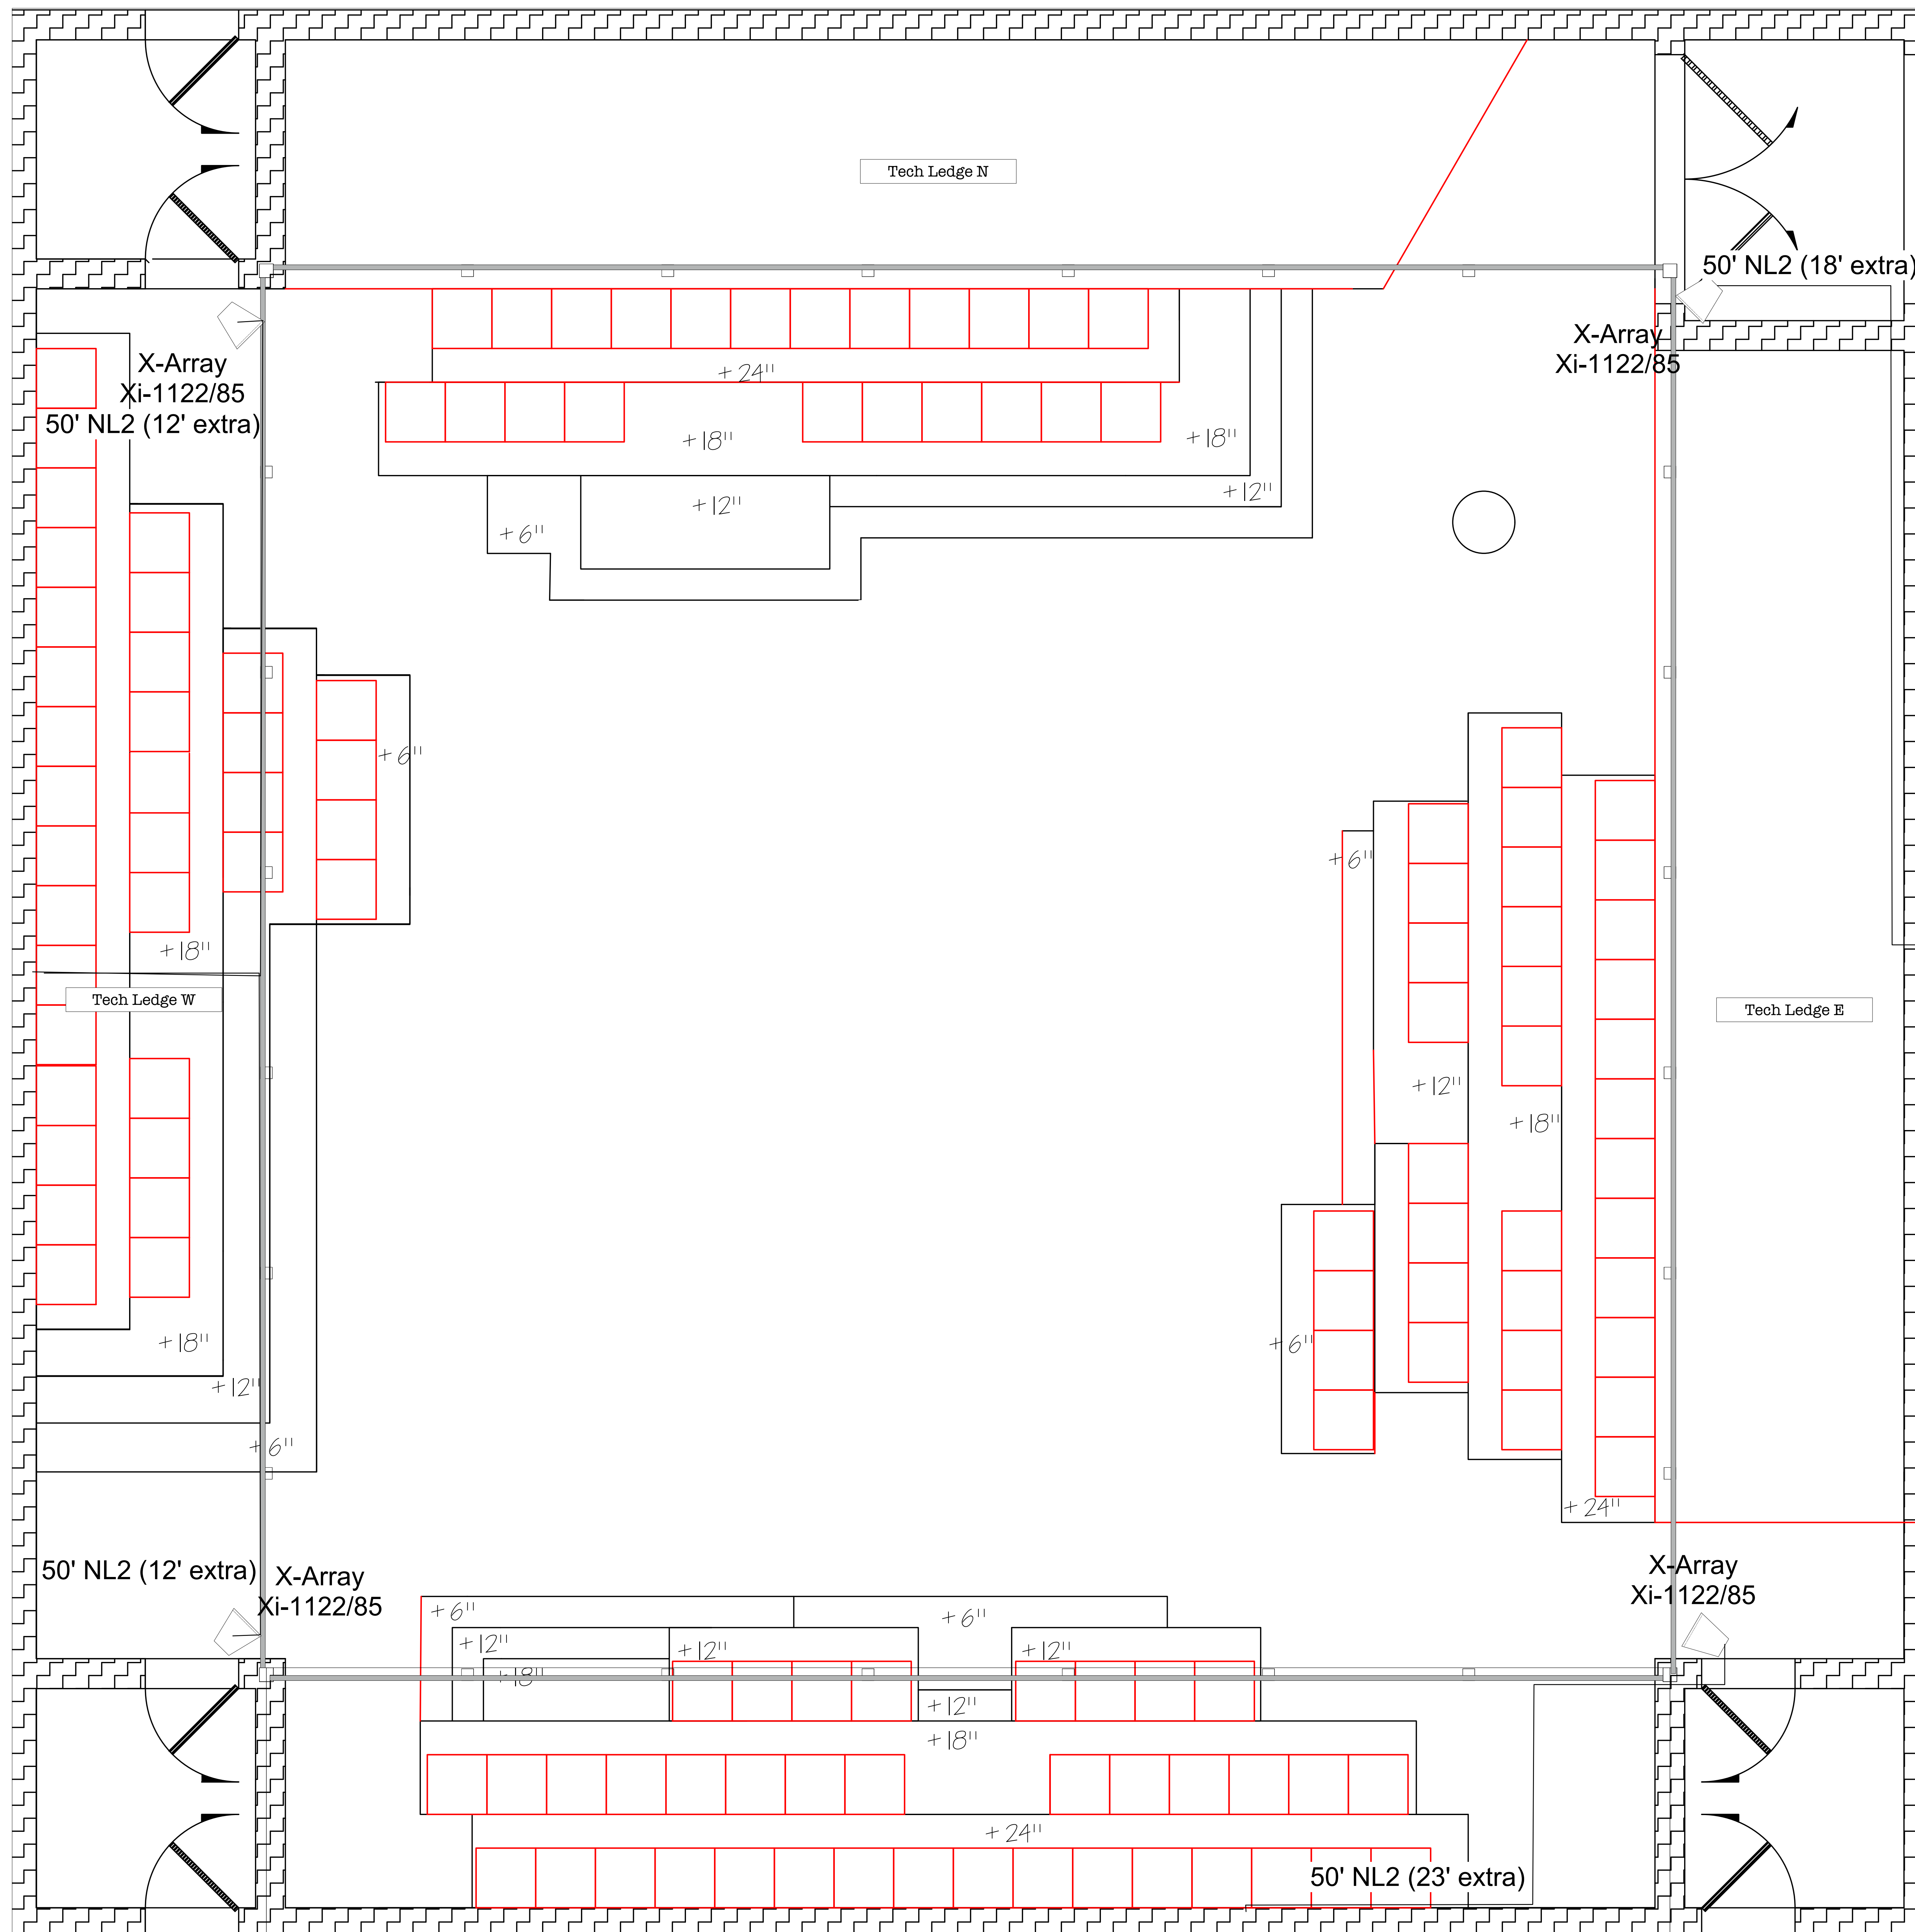 Tech Ledge N
50' NL2 (18' extra)
X-Array
Xi-1122/85
X-Array
Xi-1122/85
50' NL2 (12' extra)
+24"
+18"
+18"
+12"
+12"
+6"
+6"
+6"
+18"
Tech Ledge W
Tech Ledge E
+12"
+18"
+18"
+6"
+12"
+6"
+24"
50' NL2 (12' extra)
X-Array
Xi-1122/85
X-Array
Xi-1122/85
+6"
+6"
+12"
+12"
+12"
+18"
+12"
+18"
+24"
50' NL2 (23' extra)